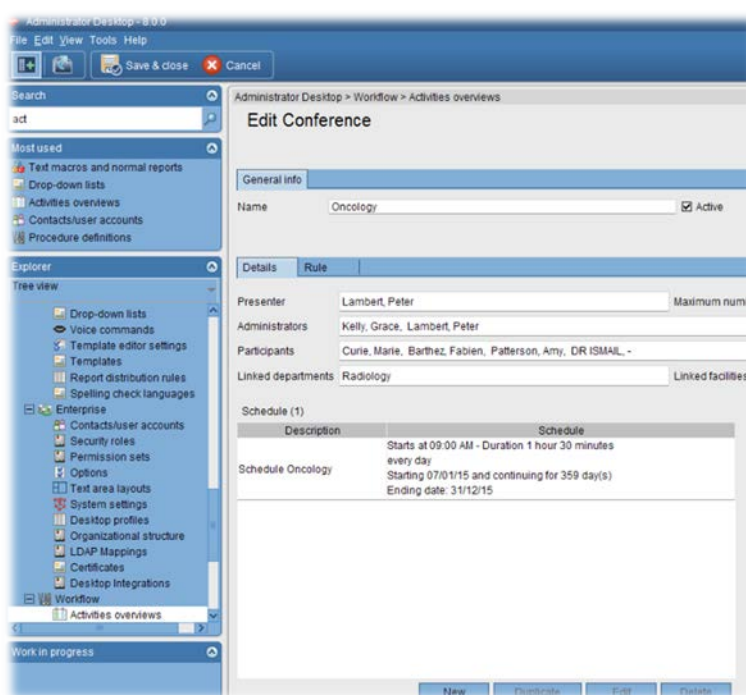 Administrator Desktop - 8.0.0
File Edit View Tools Help
Save & close Cancel
Search
act
Most used
Text macros and normal reports
Drop-down lists
Activities overviews
Contacts/user accounts
Procedure definitions
Explorer
Tree view
Drop-down lists
Voice commands
Template editor settings
Templates
Report distribution rules
Spelling check languages
Enterprise
Contacts/user accounts
Security roles
Permission sets
Options
Text area layouts
System settings
Desktop profiles
Organizational structure
LDAP Mappings
Certificates
Desktop Integrations
Workflow
Activities overviews
Work in progress
Administrator Desktop > Workflow > Activities overviews
Edit Conference
General info
Name Oncology Active
Details Rule
Presenter Lambert, Peter Maximum num
Administrators Kelly, Grace, Lambert, Peter
Participants Curie, Marie, Barthez, Fabien, Patterson, Amy, DR ISMAIL, -
Linked departments Radiology Linked facilities
Schedule (1)
Description Schedule
Schedule Oncology
Starts at 09:00 AM - Duration 1 hour 30 minutes
every day
Starting 07/01/15 and continuing for 359 day(s)
Ending date: 31/12/15
New Duplicate Edit Delete